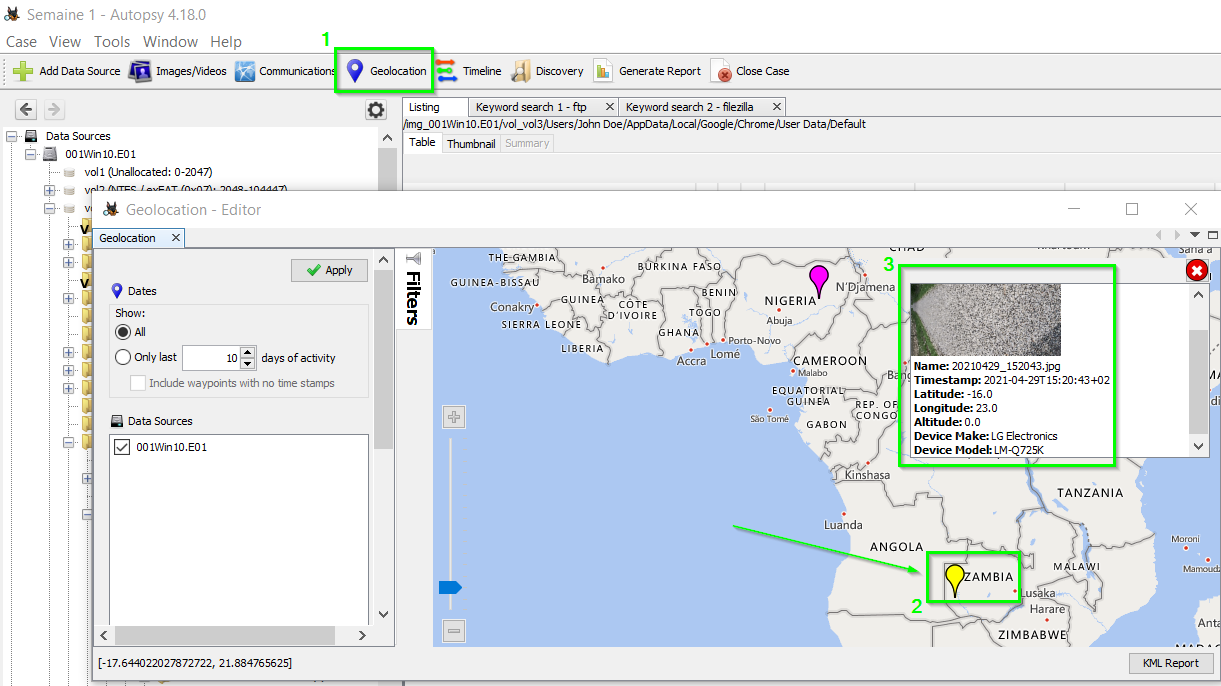 Semaine 1 - Autopsy 4.18.0
Case View Tools Window Help
1
Add Data Source Images/Videos Communications Geolocation Timeline Discovery Generate Report Close Case
Listing Keyword search 1 - ftp Keyword search 2 - filezilla
/img_001Win10.E01/vol_vol3/Users/John Doe/AppData/Local/Google/Chrome/User Data/Default
Table Thumbnail Summary
Data Sources
001Win10.E01
vol1 (Unallocated: 0-2047)
vol2 (NTFS / exFAT (0x07): 2048-104447)
Geolocation - Editor
Geolocation
Apply
Dates
Show:
All
Only last 10 days of activity
Include waypoints with no time stamps
Data Sources
001Win10.E01
Filters
CHAD
THE GAMBIA
BURKINA FASO
Bamako
GUINEA-BISSAU
GUINEA
BENIN
NIGERIA
N'Djamena
Conakry
CÔTE
D'IVOIRE
TOGO
Abuja
SIERRA LEONE
GHANA
LIBERIA
Porto-Novo
Accra
Lomé
CAMEROON
Malabo
EQUATORIAL
GUINEA
REP. OF
CONGO
São Tomé
GABON
Kinshasa
TANZANIA
Luanda
ANGOLA
Moroni
MALAWI
Mamoudz
ZAMBIA
Lusaka
Harare
ZIMBABWE
2
3
Name: 20210429_152043.jpg
Timestamp: 2021-04-29T15:20:43+02
Latitude: -16.0
Longitude: 23.0
Altitude: 0.0
Device Make: LG Electronics
Device Model: LM-Q725K
[-17.644022027872722, 21.884765625]
KML Report